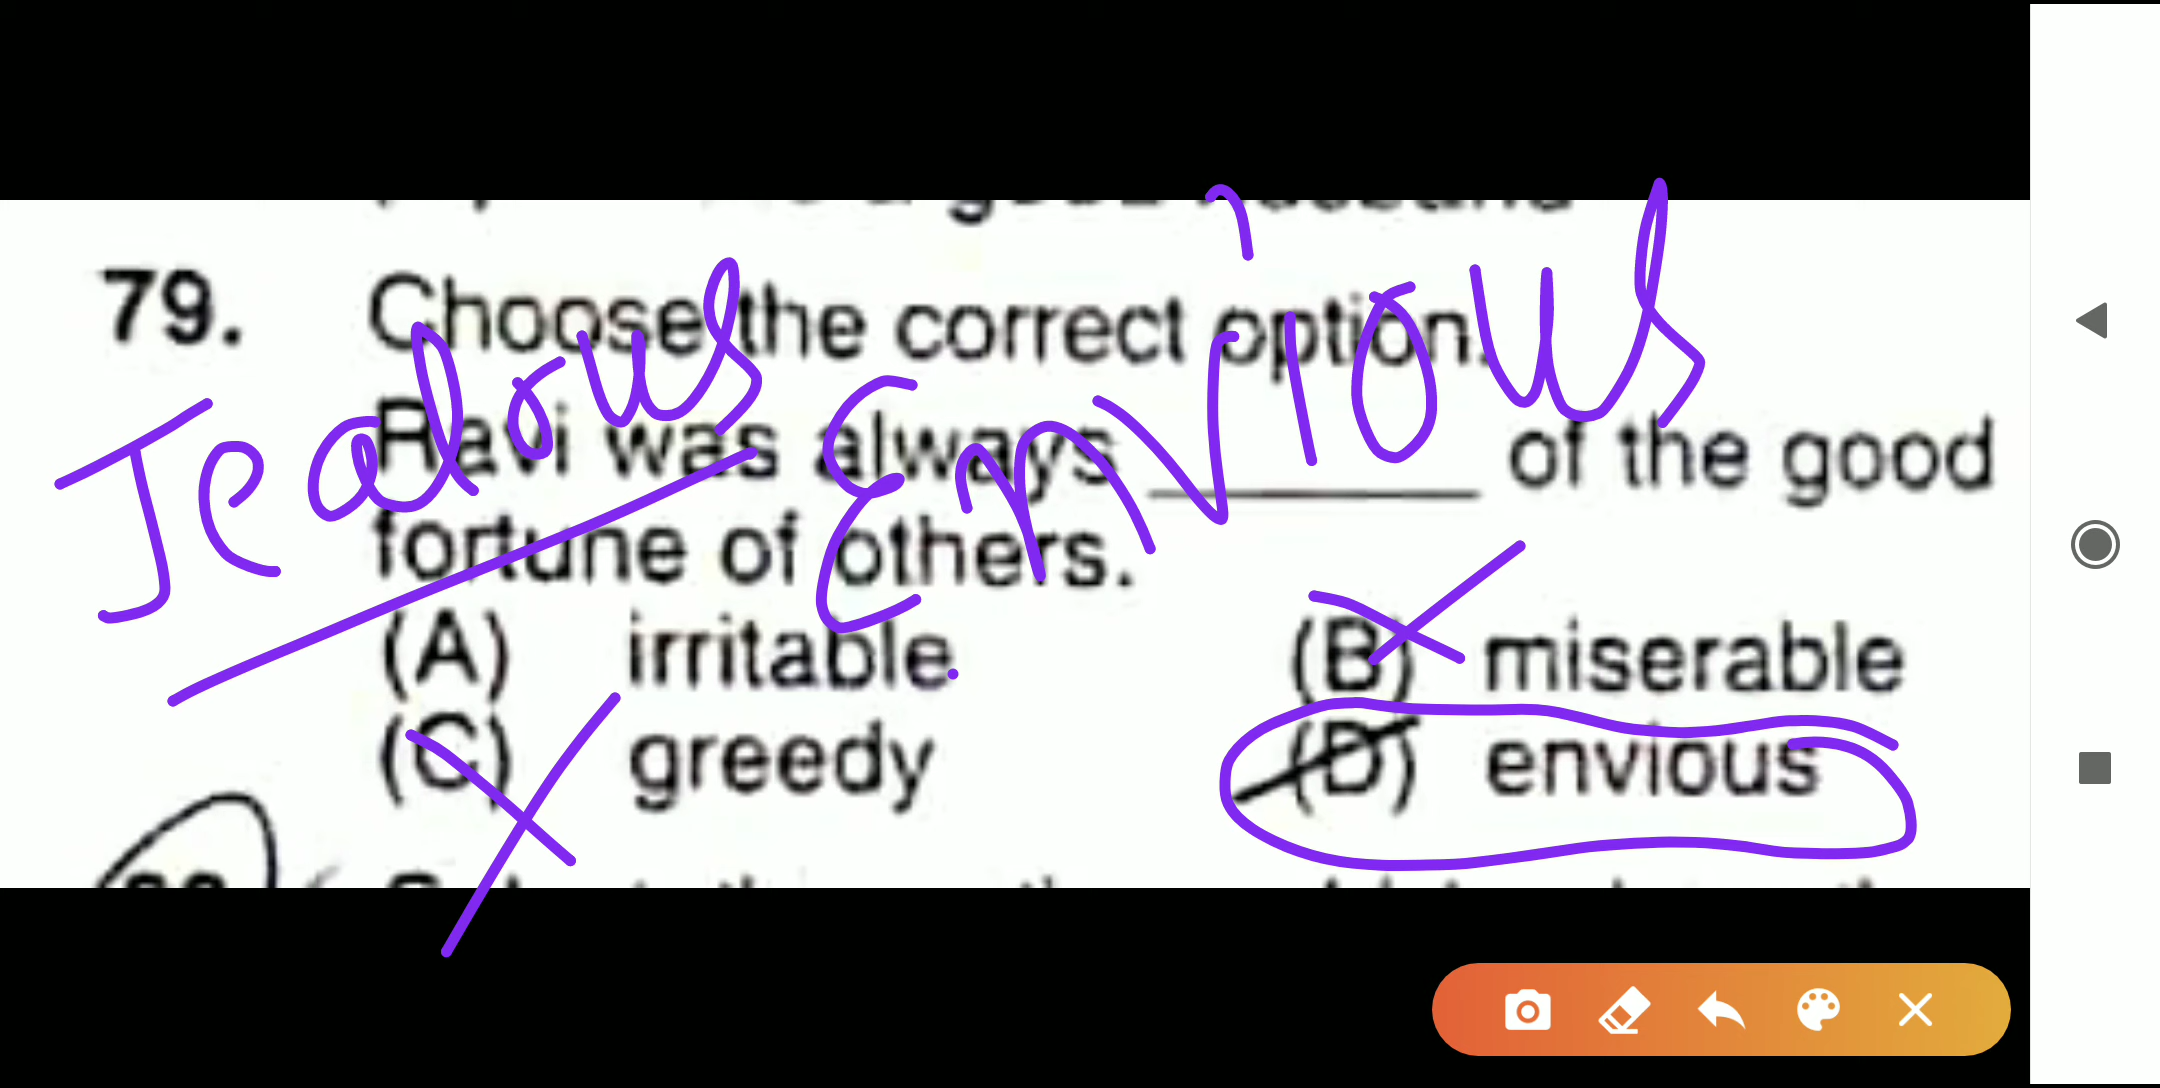 79. Choose the correct option.
Ravi was always ______ of the good
fortune of others.
Jealous Envious
(A) irritable (B) miserable
(C) greedy (D) envious